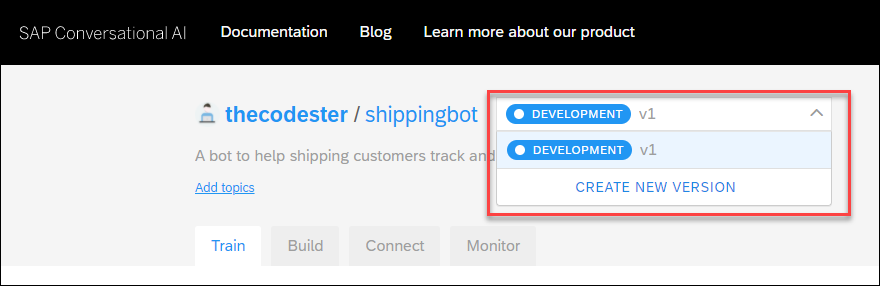 SAP Conversational AI Documentation Blog Learn more about our product
thecodester / shippingbot DEVELOPMENT v1
A bot to help shipping customers track and DEVELOPMENT v1
Add topics CREATE NEW VERSION
Train Build Connect Monitor